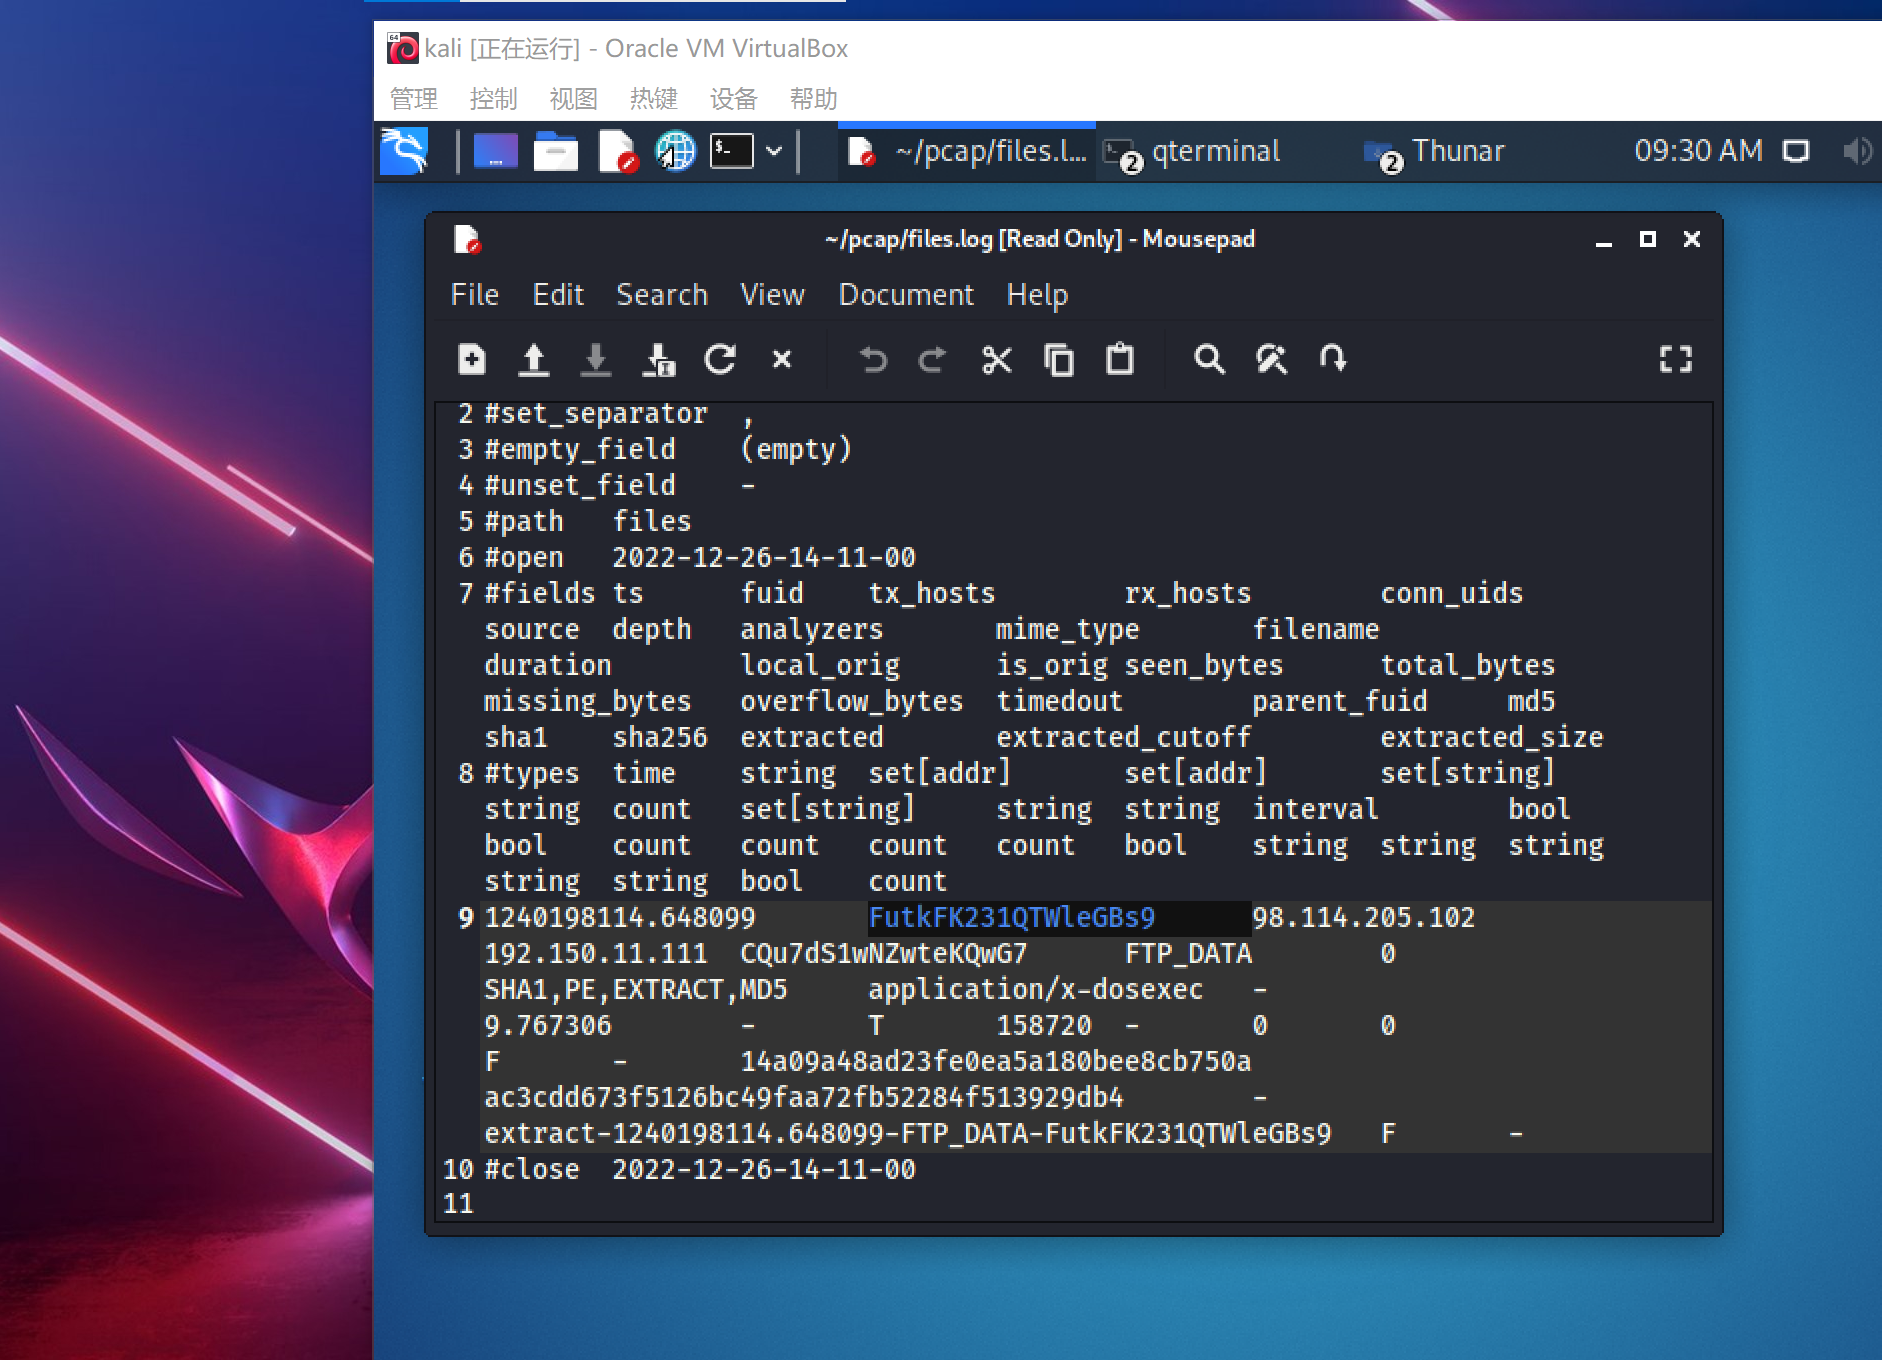 kali [正在运行] - Oracle VM VirtualBox
管理 控制 视图 热键 设备 帮助
~/pcap/files.l... 2 qterminal 2 Thunar 09:30 AM
~/pcap/files.log [Read Only] - Mousepad
File Edit Search View Document Help
2 #set_separator ,
3 #empty_field (empty)
4 #unset_field -
5 #path files
6 #open 2022-12-26-14-11-00
7 #fields ts fuid tx_hosts rx_hosts conn_uids
source depth analyzers mime_type filename
duration local_orig is_orig seen_bytes total_bytes
missing_bytes overflow_bytes timedout parent_fuid md5
sha1 sha256 extracted extracted_cutoff extracted_size
8 #types time string set[addr] set[addr] set[string]
string count set[string] string string interval bool
bool count count count count bool string string string
string string bool count
9 1240198114.648099 FutkFK231QTWleGBs9 98.114.205.102
192.150.11.111 CQu7dS1wNZwteKQwG7 FTP_DATA 0
SHA1,PE,EXTRACT,MD5 application/x-dosexec -
9.767306 - T 158720 - 0 0
F - 14a09a48ad23fe0ea5a180bee8cb750a
ac3cdd673f5126bc49faa72fb52284f513929db4 -
extract-1240198114.648099-FTP_DATA-FutkFK231QTWleGBs9 F -
10 #close 2022-12-26-14-11-00
11